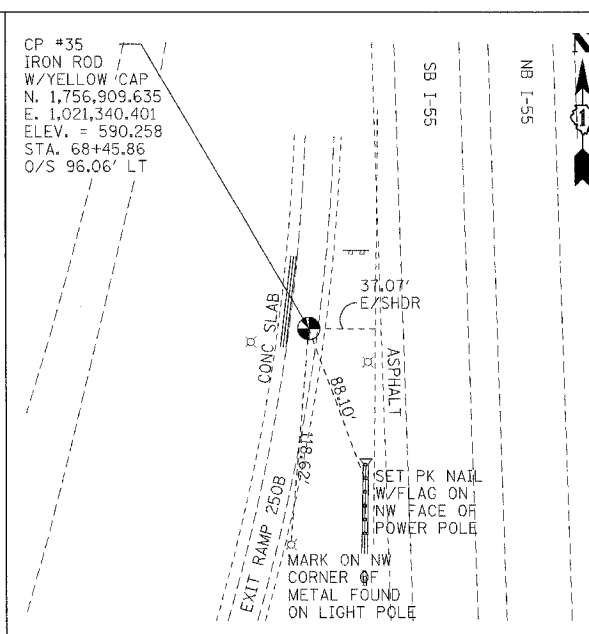 CP #35
IRON ROD
W/YELLOW CAP
N. 1,756,909.635
E. 1,021,340.401
ELEV. = 590.258
STA. 68+45.86
O/S 96.06' LT
N
SB I-55
NB I-55
37.07'
E/SHDR
CONC SLAB
ASPHALT
88.10'
118.62'
EXIT RAMP 250B
SET PK NAIL
W/FLAG ON
NW FACE OF
POWER POLE
MARK ON NW
CORNER OF
METAL FOUND
ON LIGHT POLE